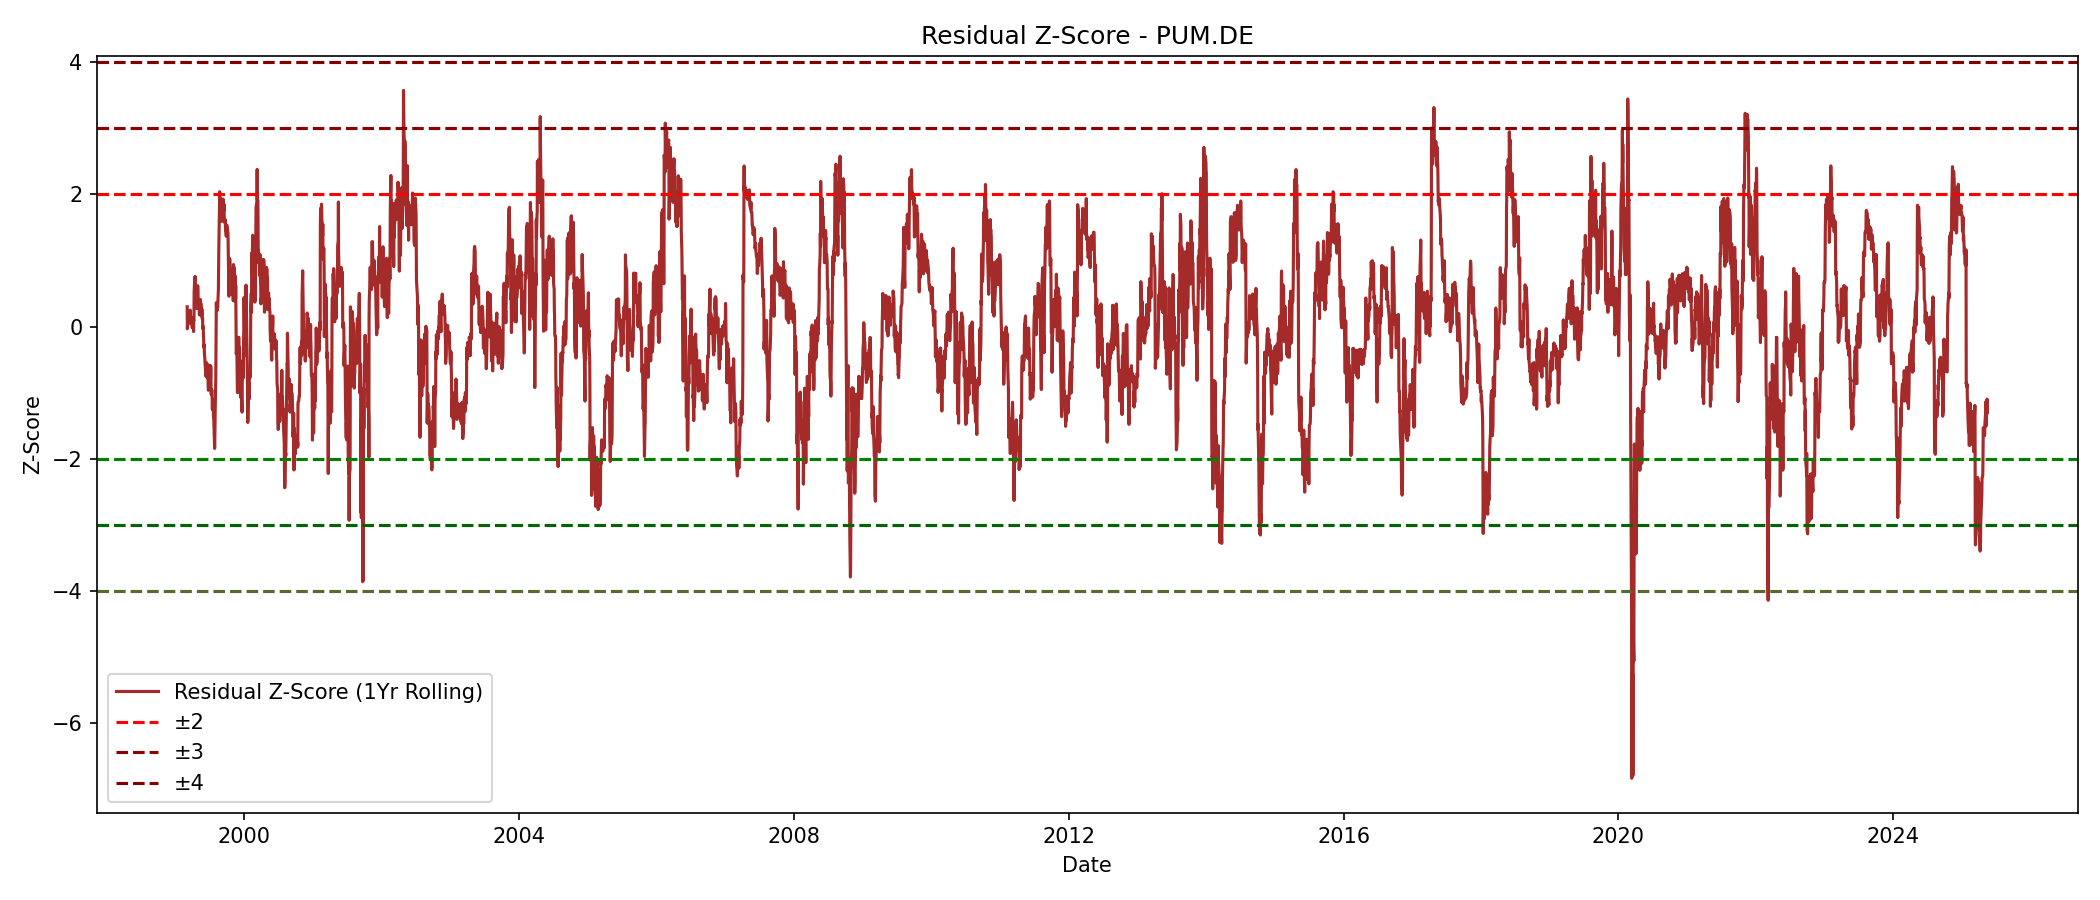 Residual Z-Score - PUM.DE
4
2
0
−2
−4
−6
Z-Score
Residual Z-Score (1Yr Rolling)
±2
±3
±4
2000 2004 2008 2012 2016 2020 2024
Date